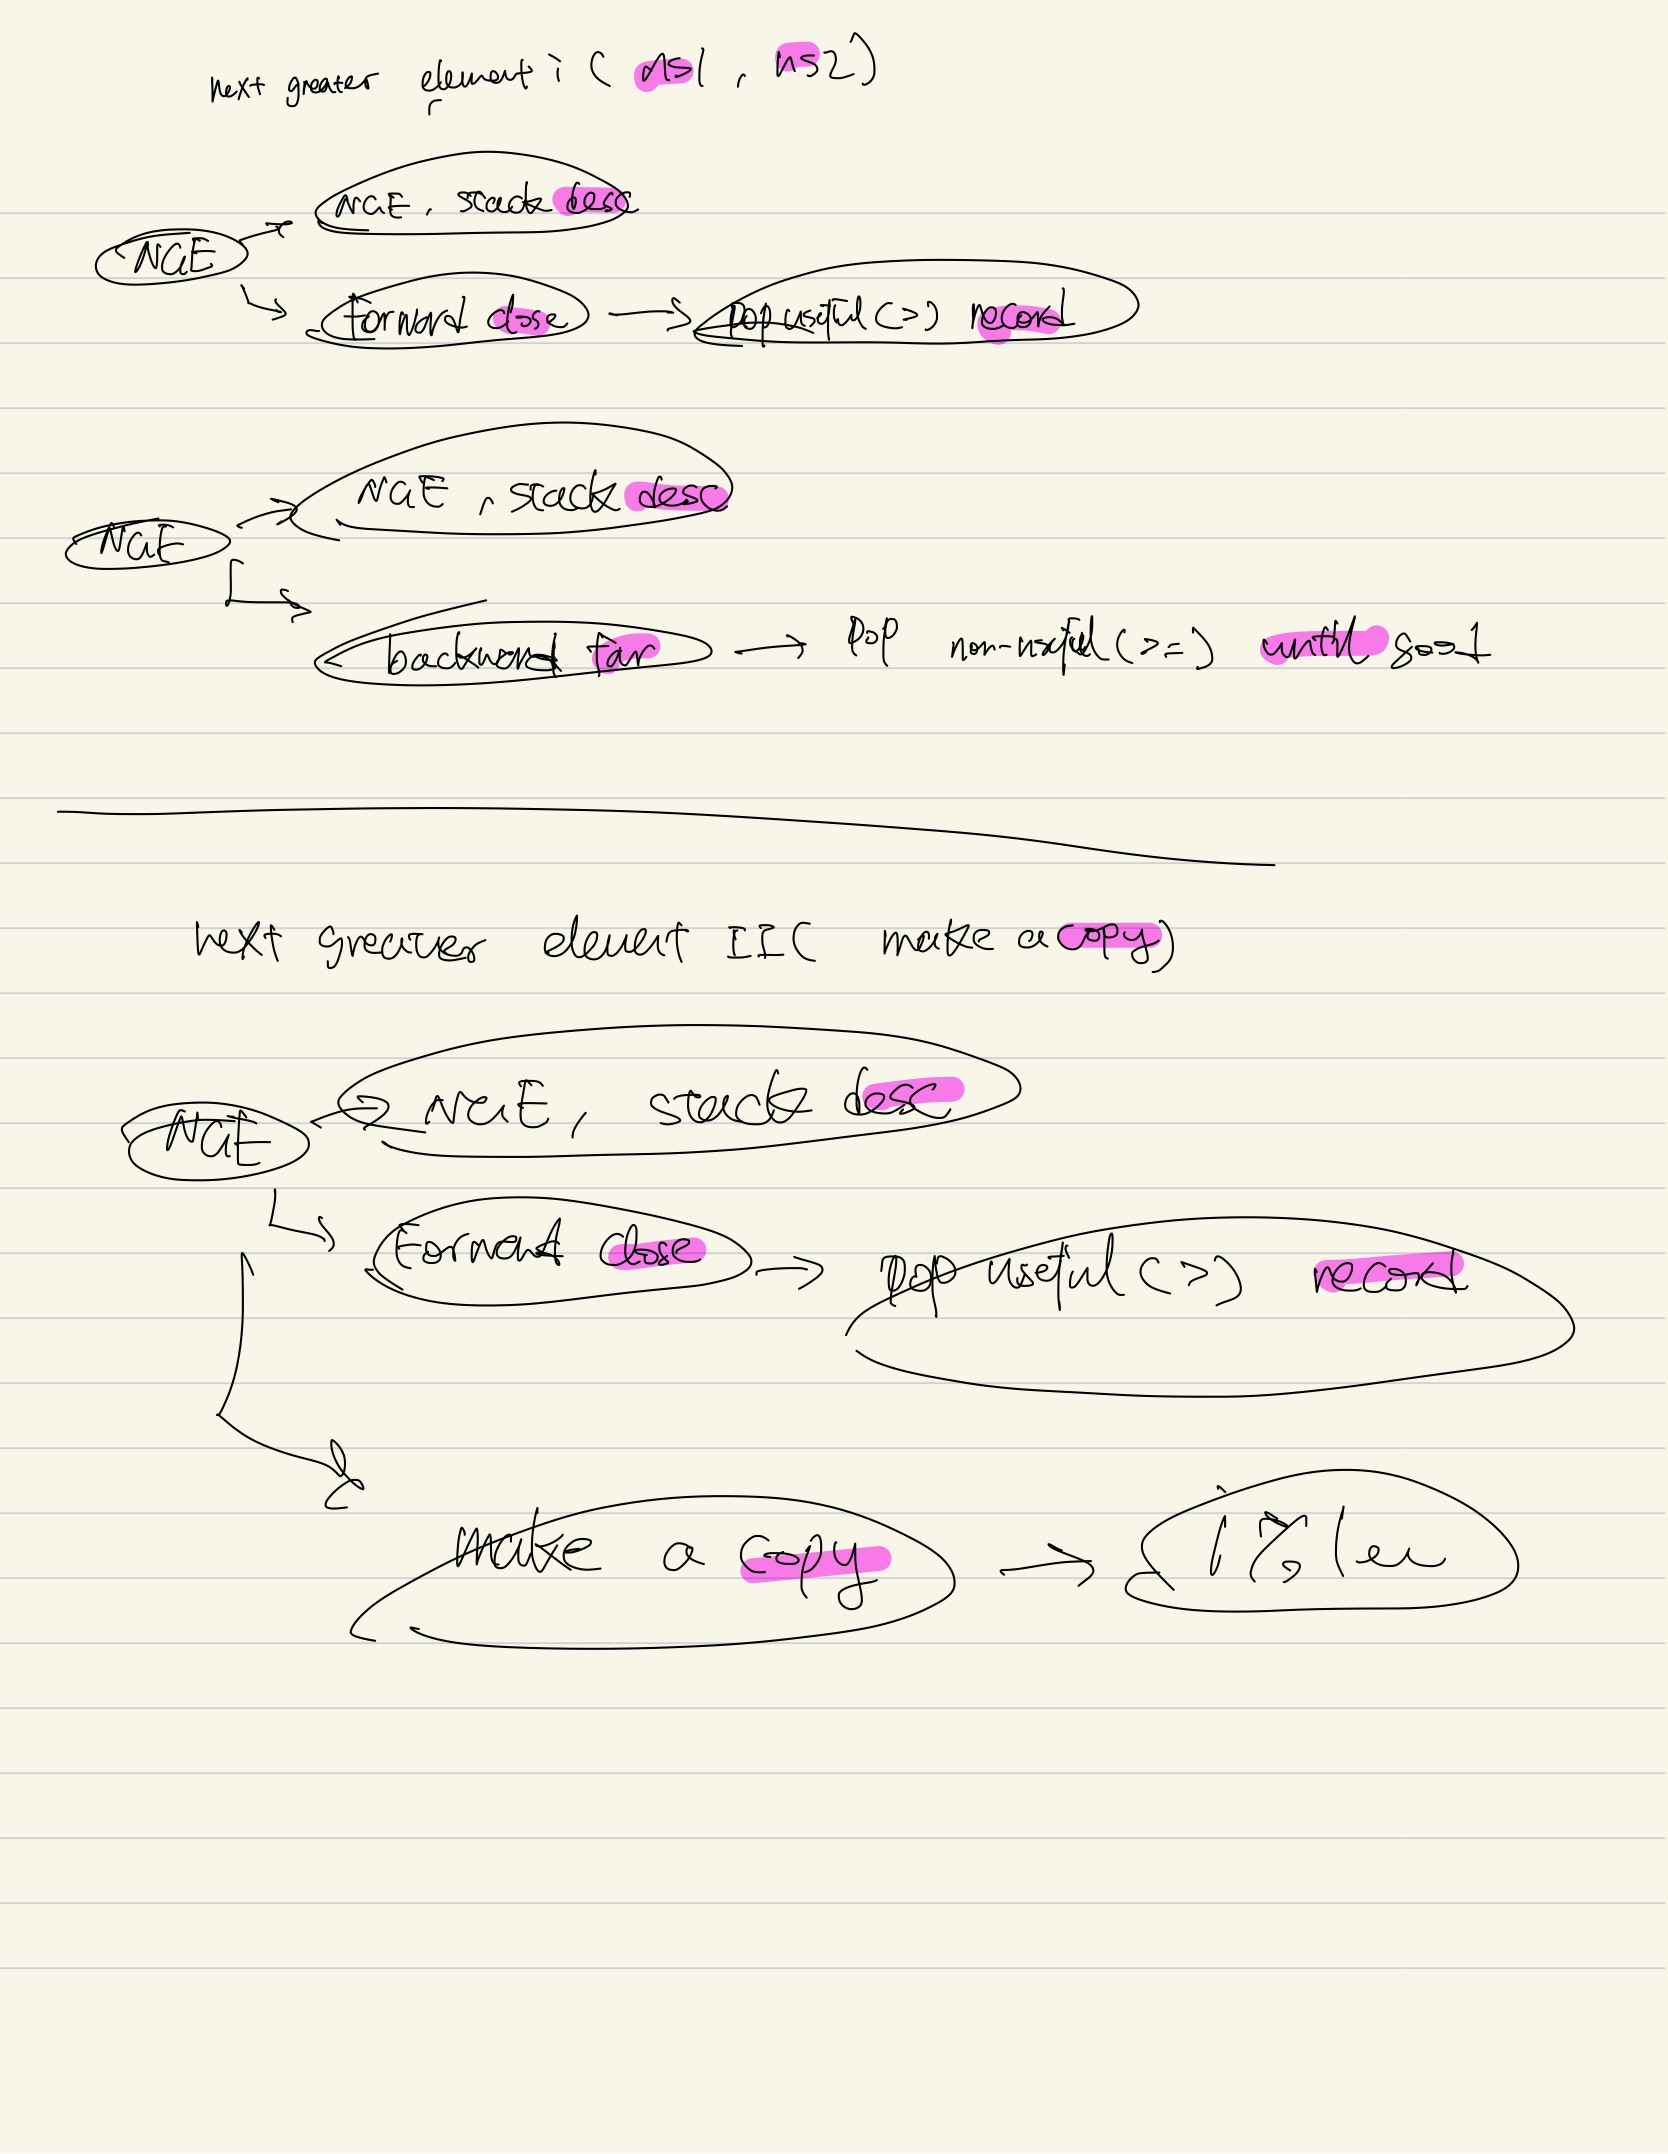 next greater element i ( ns1 , ns2 )
NGE , stack desc
NGE
forward close → pop useful (>) record
NGE , stack desc
NGE
backward far → pop non-useful (>=) until good
next greater element II ( make a copy )
NGE , stack desc
NGE
forward close → pop useful (>) record
make a copy → i % len